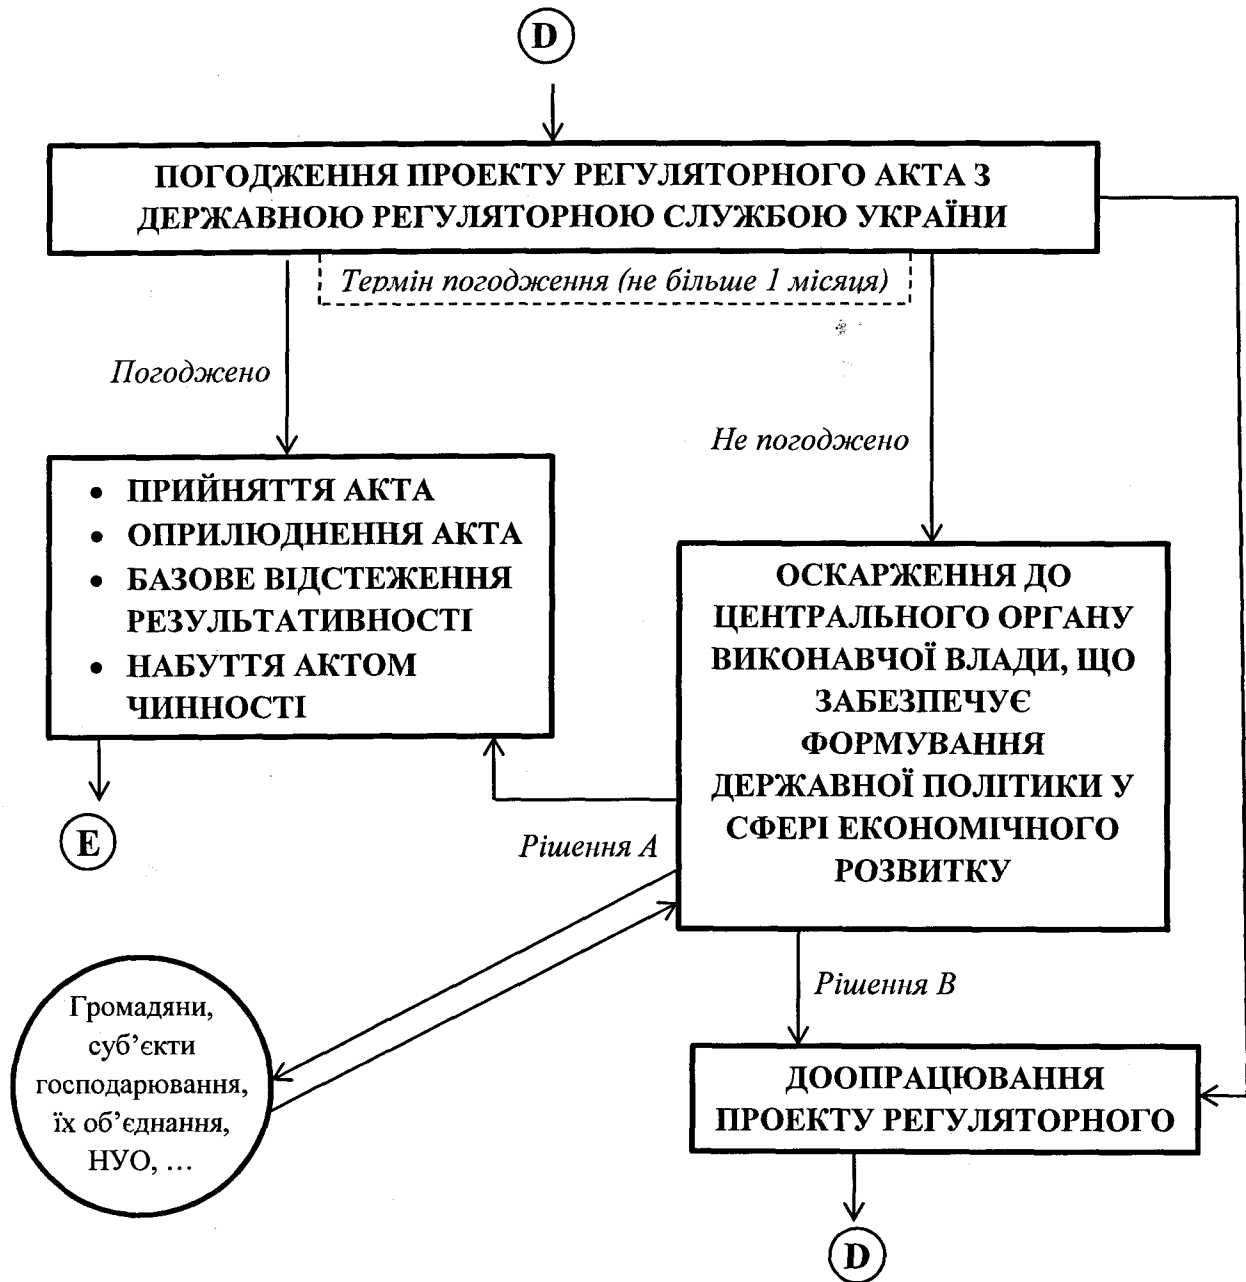 D
ПОГОДЖЕННЯ ПРОЕКТУ РЕГУЛЯТОРНОГО АКТА З
ДЕРЖАВНОЮ РЕГУЛЯТОРНОЮ СЛУЖБОЮ УКРАЇНИ
Термін погодження (не більше 1 місяця)
Погоджено
Не погоджено
• ПРИЙНЯТТЯ АКТА
• ОПРИЛЮДНЕННЯ АКТА
• БАЗОВЕ ВІДСТЕЖЕННЯ
РЕЗУЛЬТАТИВНОСТІ
• НАБУТТЯ АКТОМ
ЧИННОСТІ
ОСКАРЖЕННЯ ДО
ЦЕНТРАЛЬНОГО ОРГАНУ
ВИКОНАВЧОЇ ВЛАДИ, ЩО
ЗАБЕЗПЕЧУЄ
ФОРМУВАННЯ
ДЕРЖАВНОЇ ПОЛІТИКИ У
СФЕРІ ЕКОНОМІЧНОГО
РОЗВИТКУ
E
Рішення А
Рішення В
Громадяни,
суб’єкти
господарювання,
їх об’єднання,
НУО, …
ДООПРАЦЮВАННЯ
ПРОЕКТУ РЕГУЛЯТОРНОГО
D